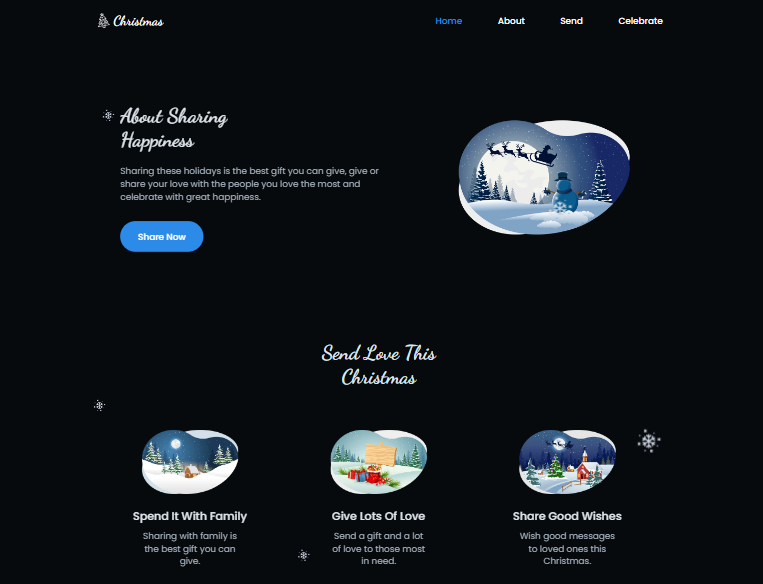 Christmas
Home
About
Send
Celebrate
About Sharing
Happiness
Sharing these holidays is the best gift you can give, give or
share your love with the people you love the most and
celebrate with great happiness.
Share Now
Send Love This
Christmas
Spend It With Family
Sharing with family is
the best gift you can
give.
Give Lots Of Love
Send a gift and a lot
of love to those most
in need.
Share Good Wishes
Wish good messages
to loved ones this
Christmas.